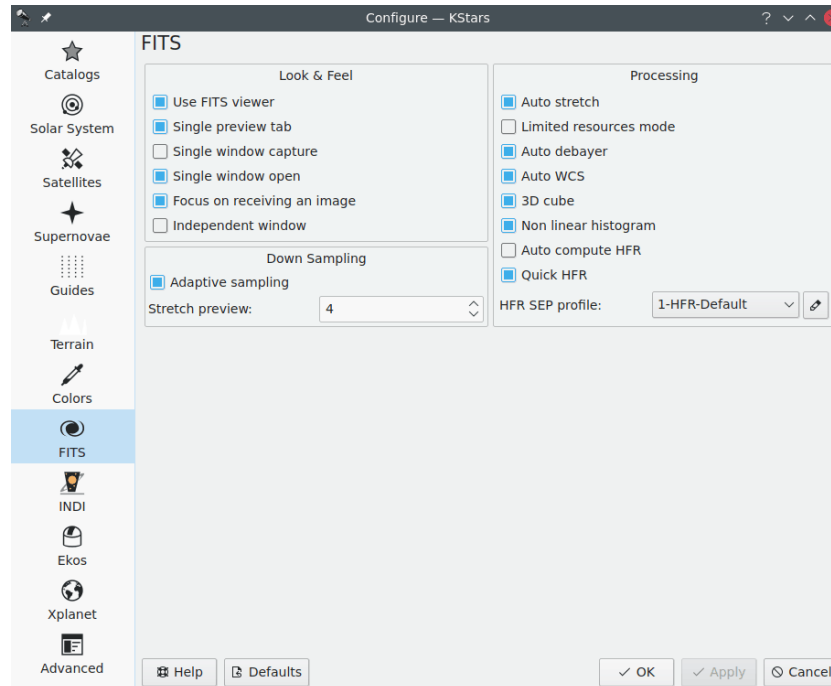 Configure — KStars
Catalogs
Solar System
Satellites
Supernovae
Guides
Terrain
Colors
FITS
INDI
Ekos
Xplanet
Advanced
FITS
Look & Feel
Use FITS viewer
Single preview tab
Single window capture
Single window open
Focus on receiving an image
Independent window
Down Sampling
Adaptive sampling
Stretch preview: 4
Processing
Auto stretch
Limited resources mode
Auto debayer
Auto WCS
3D cube
Non linear histogram
Auto compute HFR
Quick HFR
HFR SEP profile: 1-HFR-Default
Help Defaults OK Apply Cancel